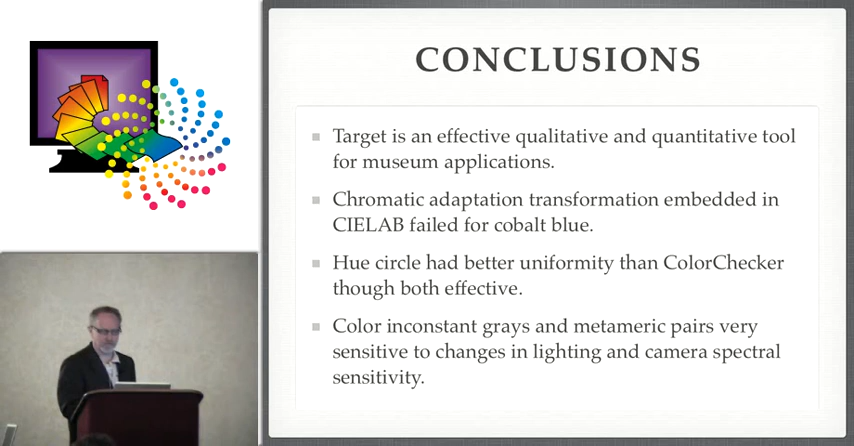 CONCLUSIONS
Target is an effective qualitative and quantitative tool
for museum applications.
Chromatic adaptation transformation embedded in
CIELAB failed for cobalt blue.
Hue circle had better uniformity than ColorChecker
though both effective.
Color inconstant grays and metameric pairs very
sensitive to changes in lighting and camera spectral
sensitivity.